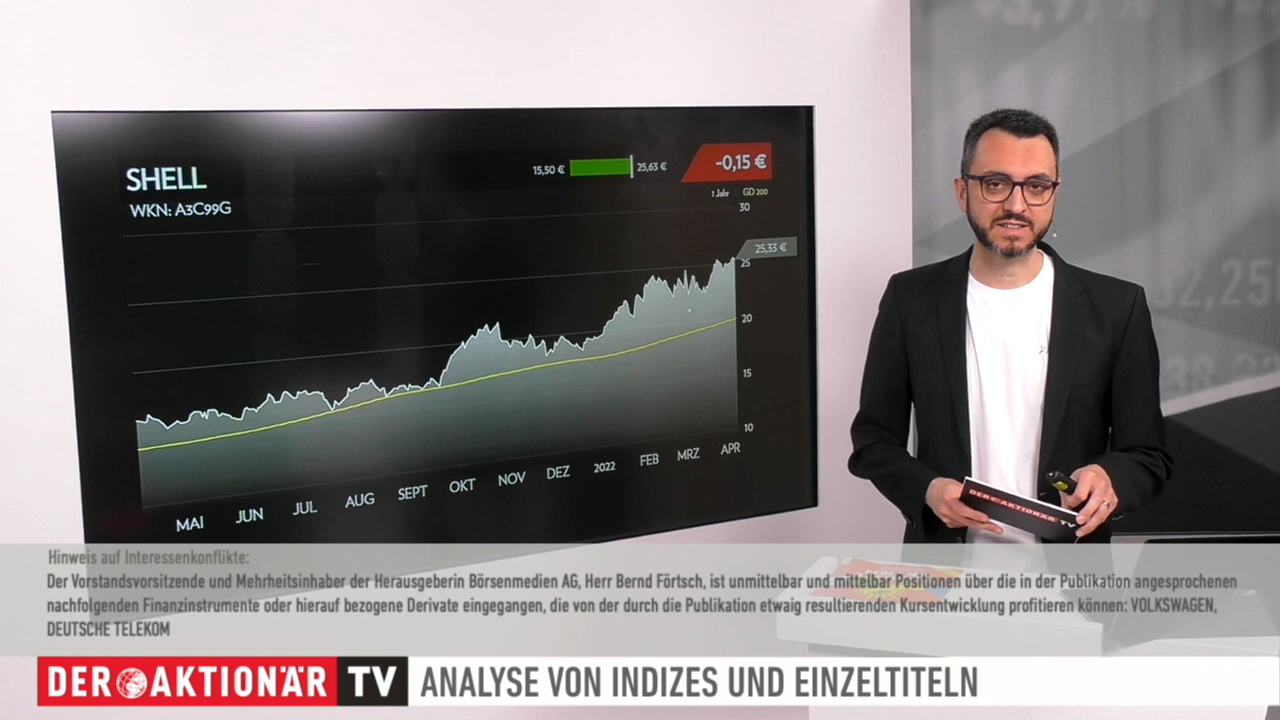 SHELL
WKN: A3C99G
15,50 € 25,63 €
-0,15 €
1 Jahr GD 200
30
25,33 €
25
20
15
10
MAI JUN JUL AUG SEPT OKT NOV DEZ 2022 FEB MRZ APR
DER AKTIONÄR TV
Hinweis auf Interessenkonflikte:
Der Vorstandsvorsitzende und Mehrheitsinhaber der Herausgeberin Börsenmedien AG, Herr Bernd Förtsch, ist unmittelbar und mittelbar Positionen über die in der Publikation angesprochenen
nachfolgenden Finanzinstrumente oder hierauf bezogene Derivate eingegangen, die von der durch die Publikation etwaig resultierenden Kursentwicklung profitieren können: VOLKSWAGEN,
DEUTSCHE TELEKOM
DER AKTIONÄR TV ANALYSE VON INDIZES UND EINZELTITELN